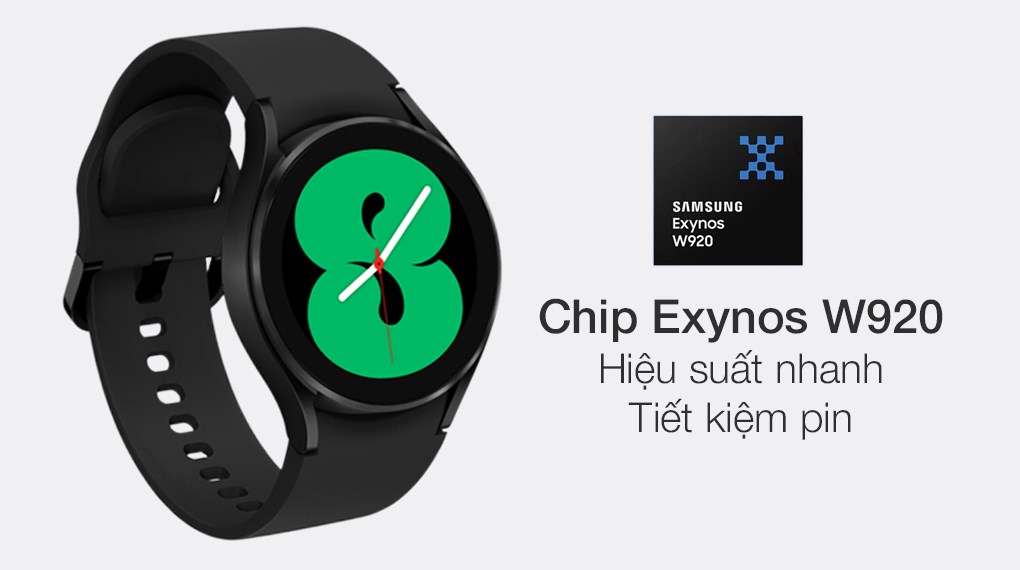 SAMSUNG
Exynos
W920
Chip Exynos W920
Hiệu suất nhanh
Tiết kiệm pin